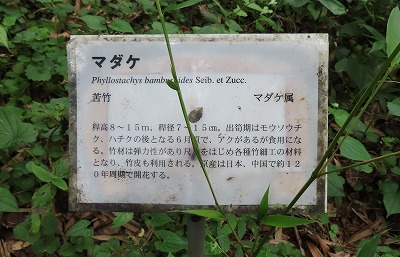 マダケ
Phyllostachys bambusoides Seib. et Zucc.
苦竹 マダケ属
稈高8～15m、稈径7～15m。出筍期はモウソウチ
ク、ハチクの後となる6月頃で、アクがあるが食用にな
る。竹材は弾力性があり尺八をはじめ各種竹細工の材料
となり、竹皮も利用される。原産は日本、中国で約12
0年周期で開花する。